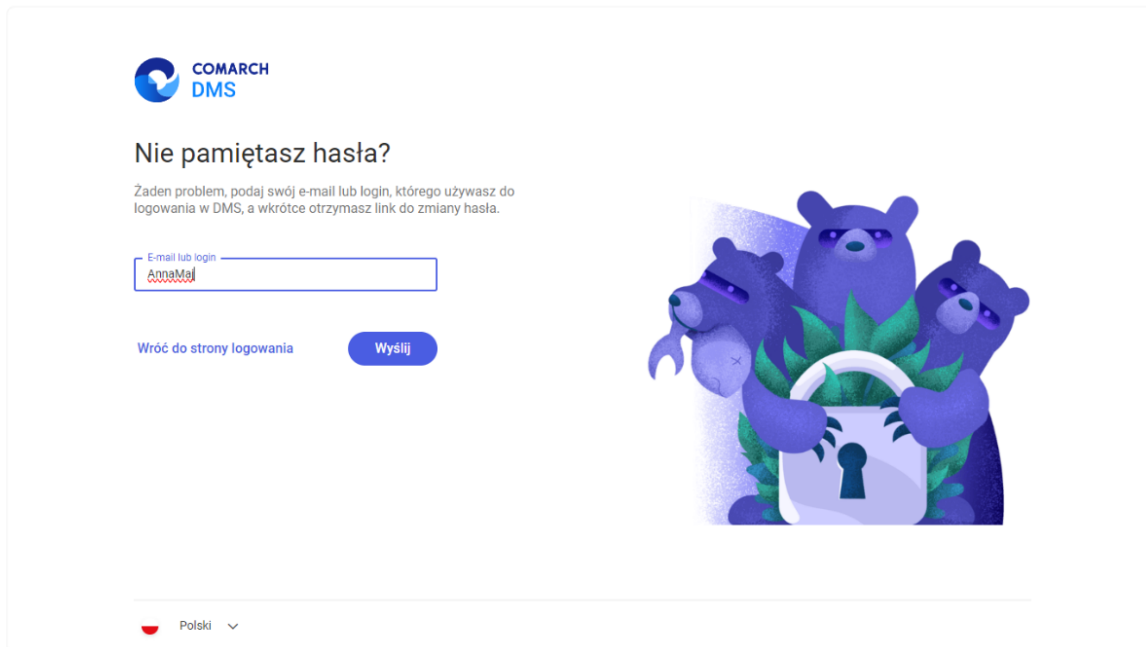 COMARCH
DMS
Nie pamiętasz hasła?
Żaden problem, podaj swój e-mail lub login, którego używasz do
logowania w DMS, a wkrótce otrzymasz link do zmiany hasła.
E-mail lub login
AnnaMaj
Wróć do strony logowania
Wyślij
Polski